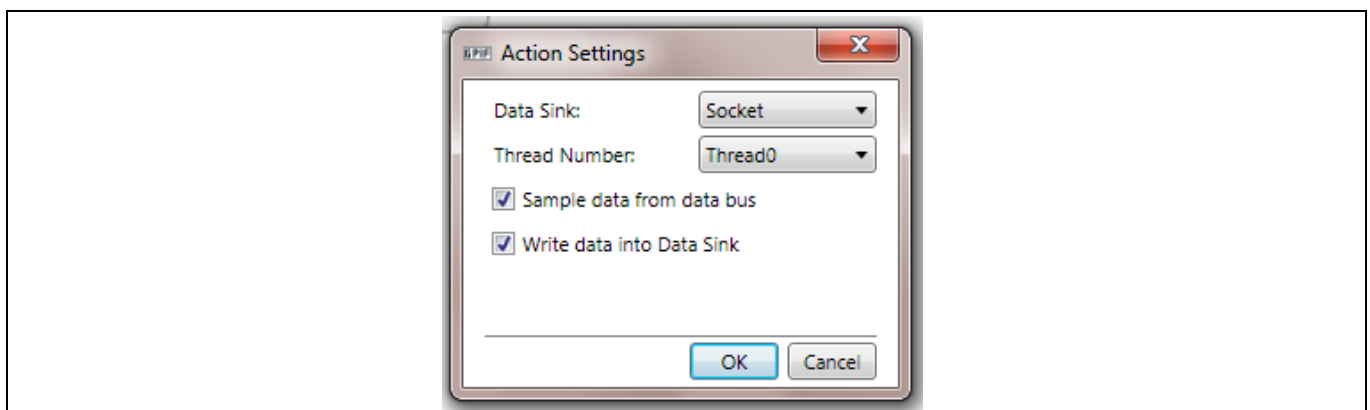 GPIF Action Settings
Data Sink: Socket
Thread Number: Thread0
Sample data from data bus
Write data into Data Sink
OK Cancel